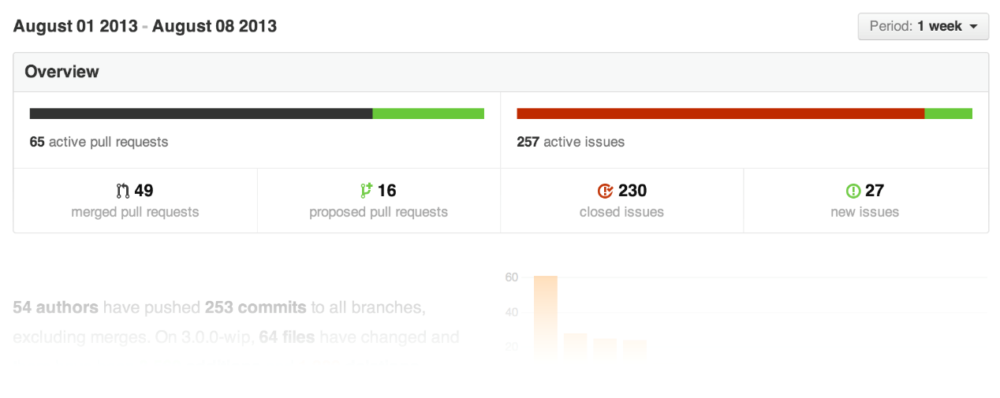 August 01 2013 - August 08 2013
Period: 1 week
Overview
65 active pull requests
257 active issues
49
merged pull requests
16
proposed pull requests
230
closed issues
27
new issues
54 authors have pushed 253 commits to all branches,
excluding merges. On 3.0.0-wip, 64 files have changed and
60
40
20